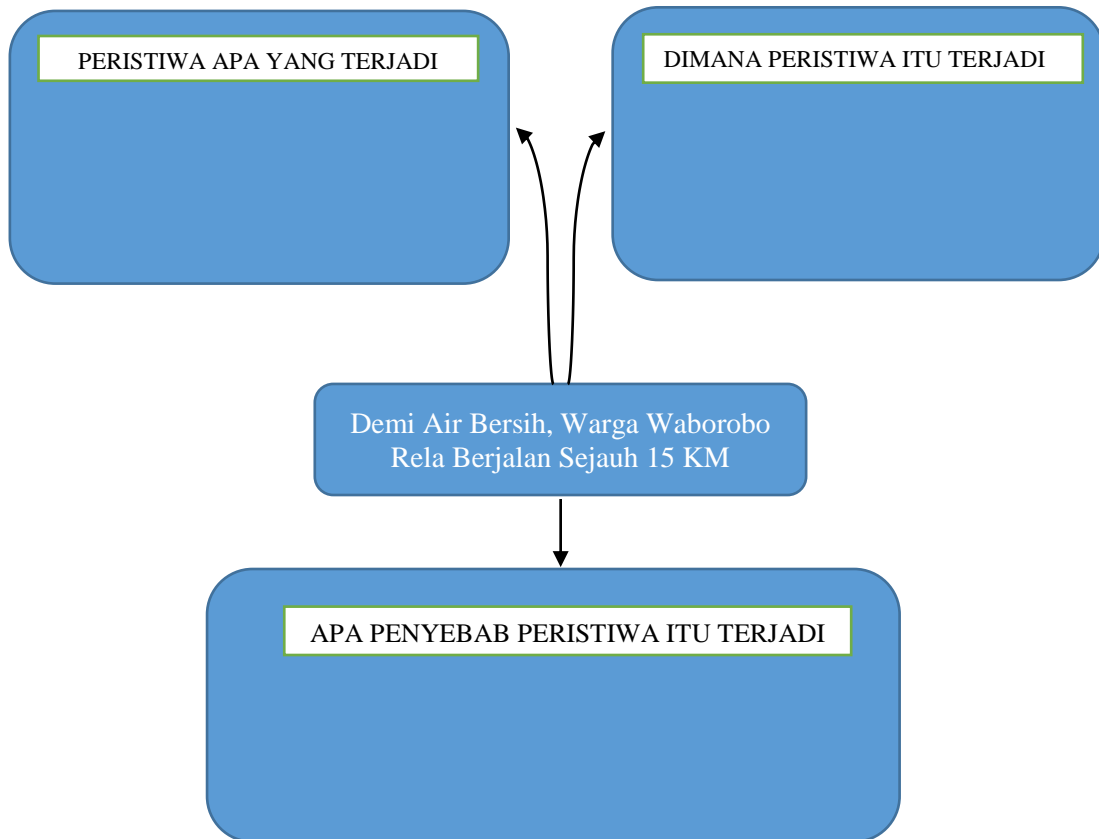 PERISTIWA APA YANG TERJADI
DIMANA PERISTIWA ITU TERJADI
Demi Air Bersih, Warga Waborobo
Rela Berjalan Sejauh 15 KM
APA PENYEBAB PERISTIWA ITU TERJADI